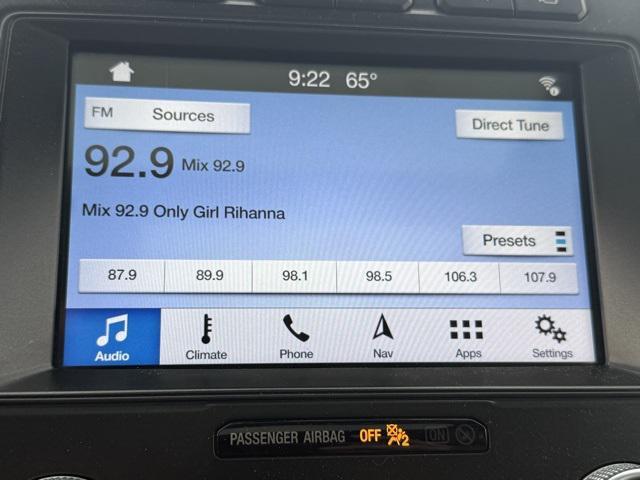 9:22 65°
FM Sources
Direct Tune
92.9 Mix 92.9
Mix 92.9 Only Girl Rihanna
Presets
87.9 89.9 98.1 98.5 106.3 107.9
Audio Climate Phone Nav Apps Settings
PASSENGER AIRBAG OFF 2 ON